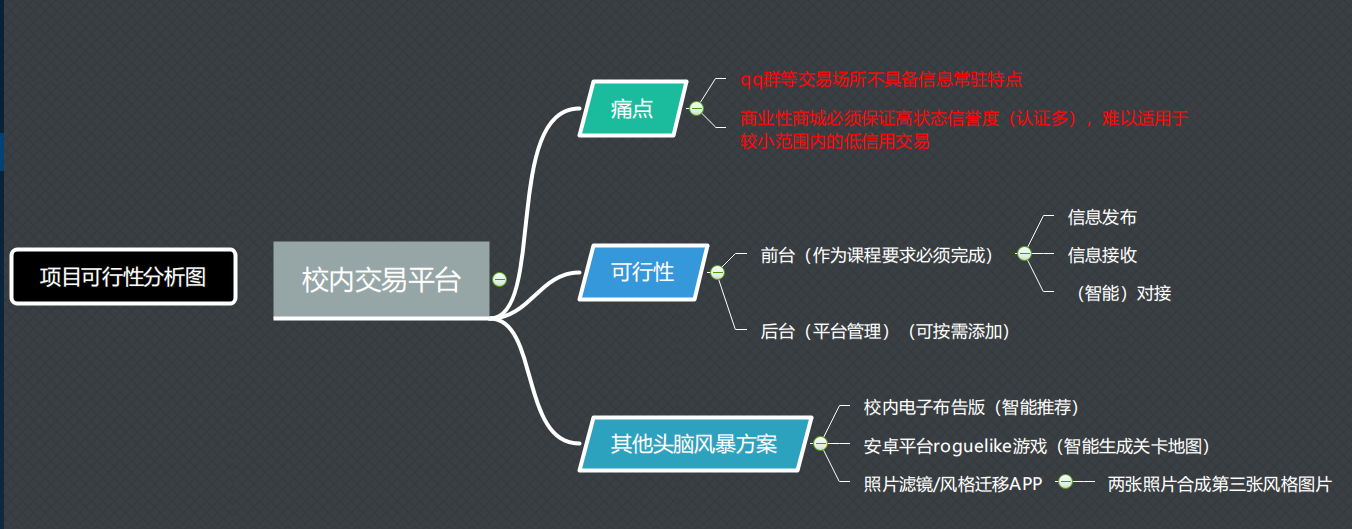 项目可行性分析图
校内交易平台
痛点
qq群等交易场所不具备信息常驻特点
商业性商城必须保证高状态信誉度（认证多），难以适用于
较小范围内的低信用交易
可行性
前台（作为课程要求必须完成）
信息发布
信息接收
（智能）对接
后台（平台管理）（可按需添加）
其他头脑风暴方案
校内电子布告版（智能推荐）
安卓平台roguelike游戏（智能生成关卡地图）
照片滤镜/风格迁移APP
两张照片合成第三张风格图片